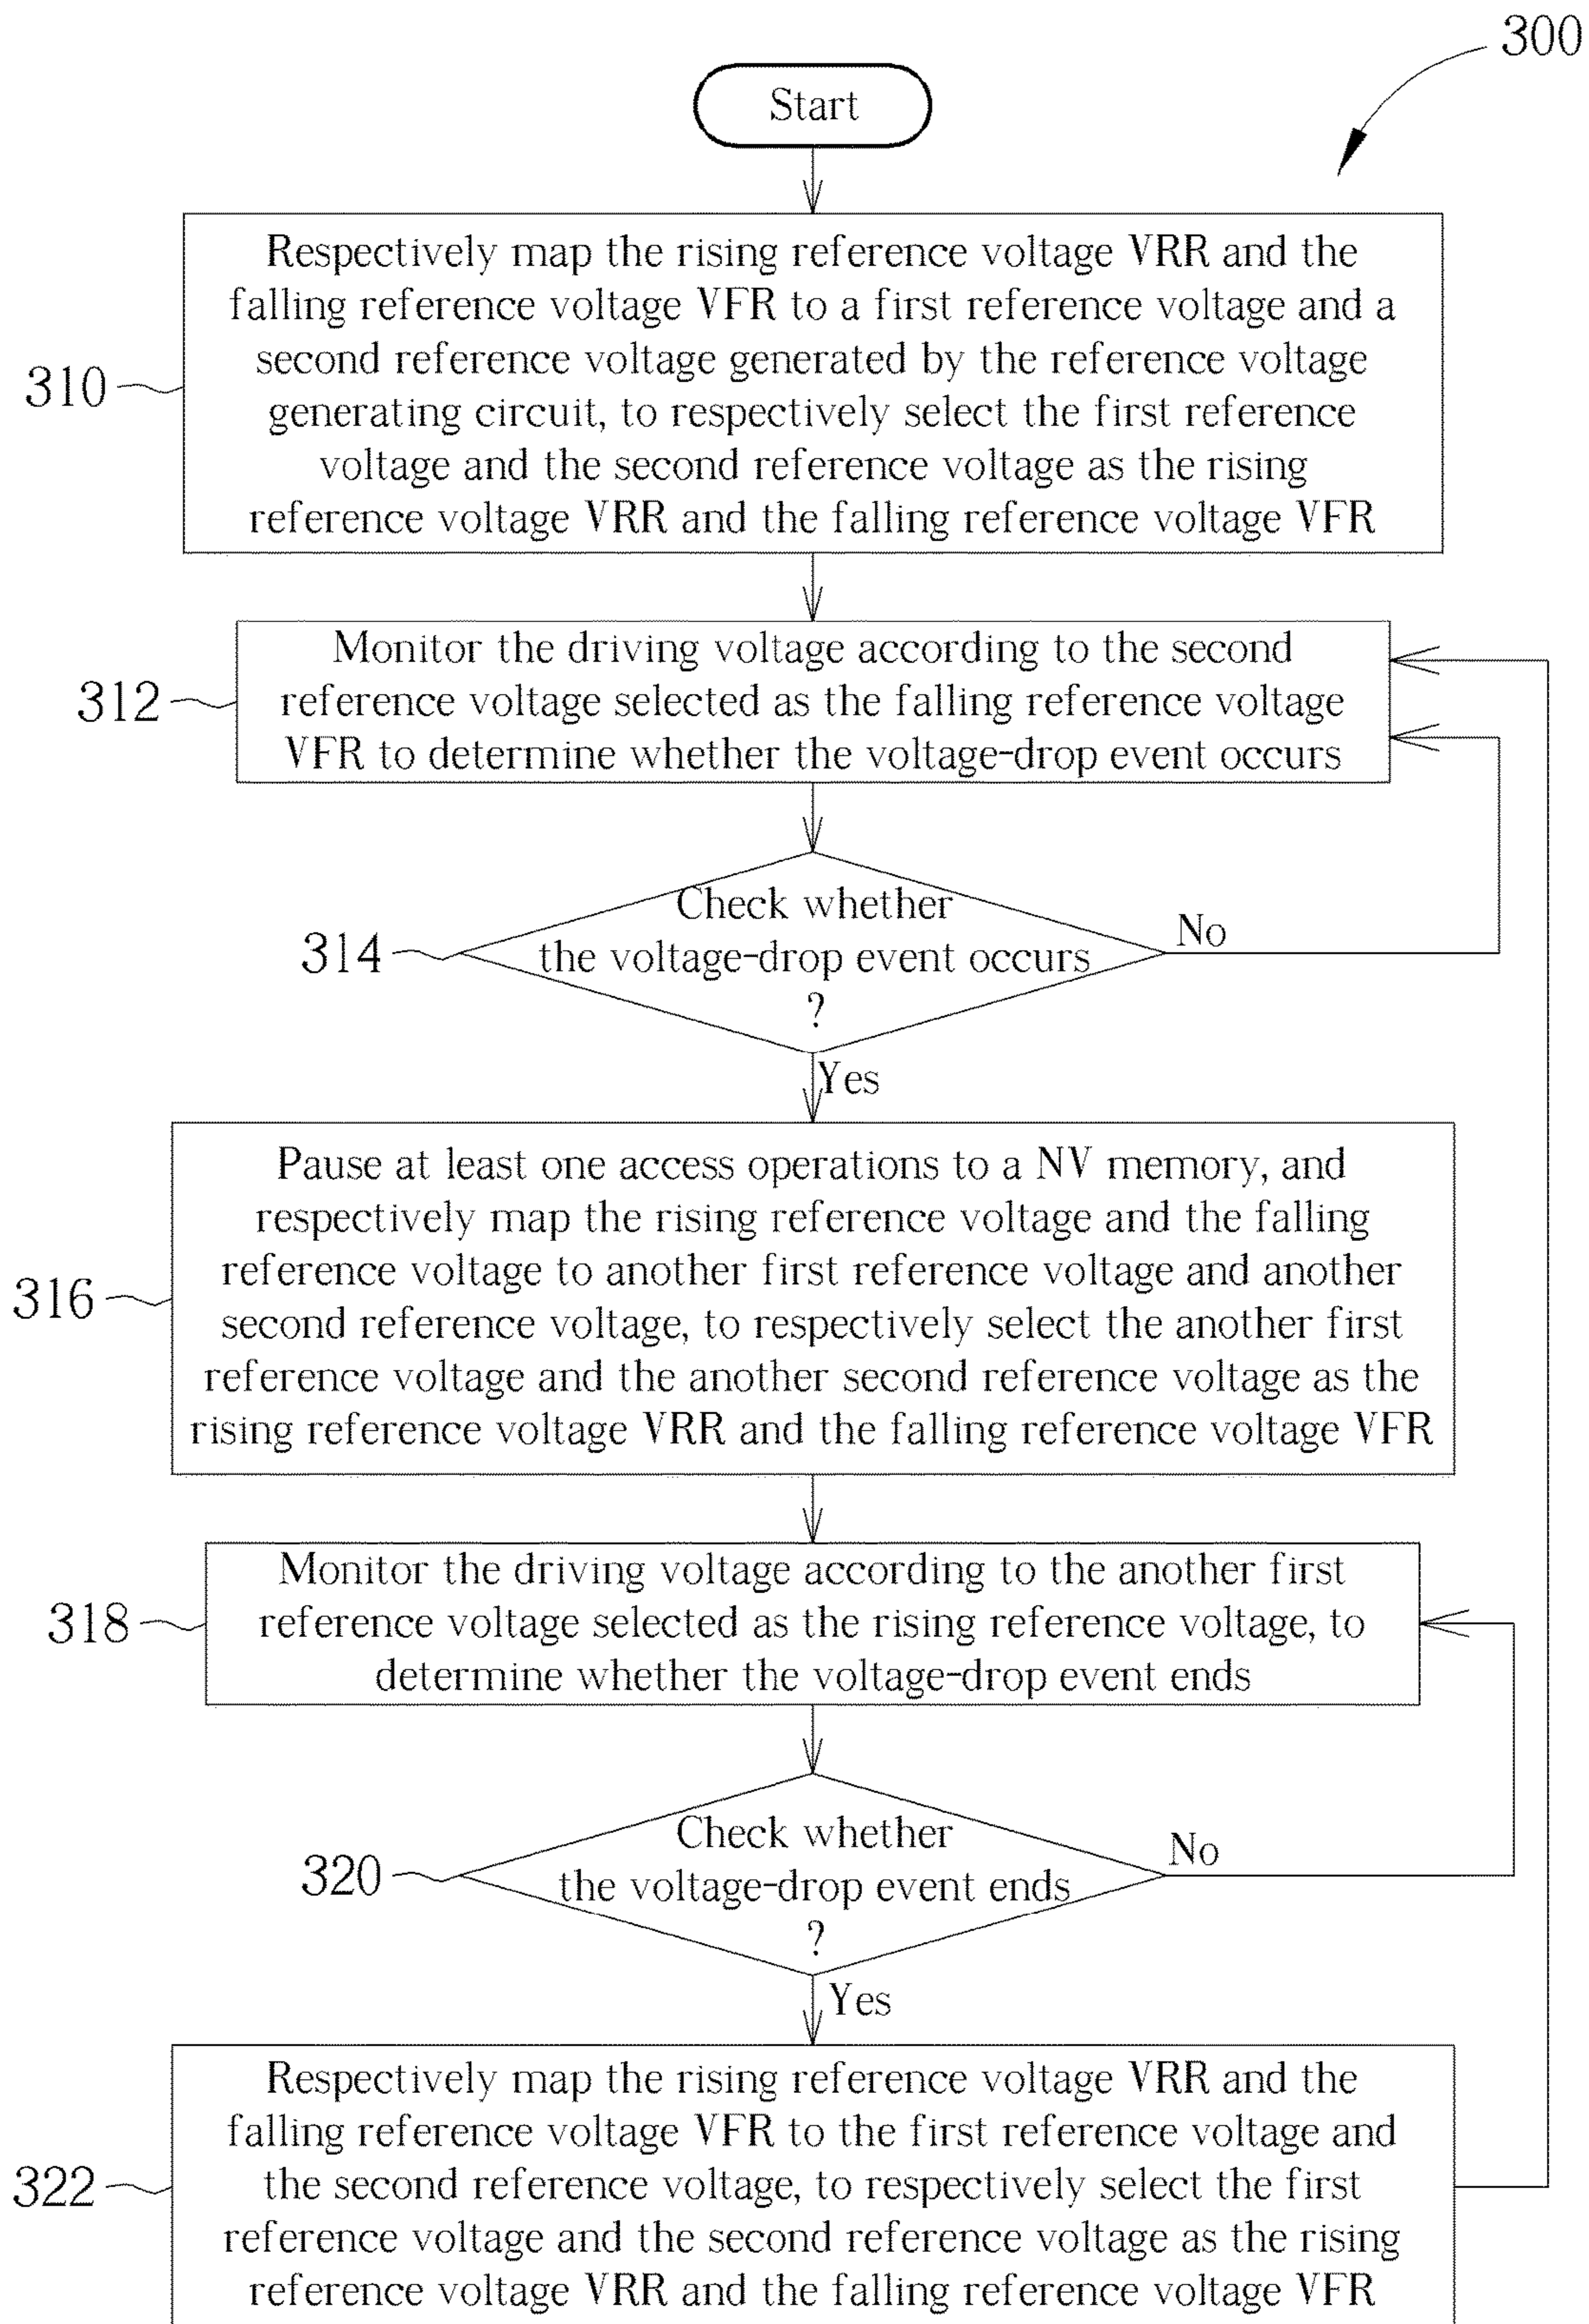 300
Start
310
Respectively map the rising reference voltage VRR and the
falling reference voltage VFR to a first reference voltage and a
second reference voltage generated by the reference voltage
generating circuit, to respectively select the first reference
voltage and the second reference voltage as the rising
reference voltage VRR and the falling reference voltage VFR
312
Monitor the driving voltage according to the second
reference voltage selected as the falling reference voltage
VFR to determine whether the voltage-drop event occurs
314
Check whether
the voltage-drop event occurs
?
No
Yes
316
Pause at least one access operations to a NV memory, and
respectively map the rising reference voltage and the falling
reference voltage to another first reference voltage and another
second reference voltage, to respectively select the another first
reference voltage and the another second reference voltage as the
rising reference voltage VRR and the falling reference voltage VFR
318
Monitor the driving voltage according to the another first
reference voltage selected as the rising reference voltage, to
determine whether the voltage-drop event ends
320
Check whether
the voltage-drop event ends
?
No
Yes
322
Respectively map the rising reference voltage VRR and the
falling reference voltage VFR to the first reference voltage and
the second reference voltage, to respectively select the first
reference voltage and the second reference voltage as the rising
reference voltage VRR and the falling reference voltage VFR